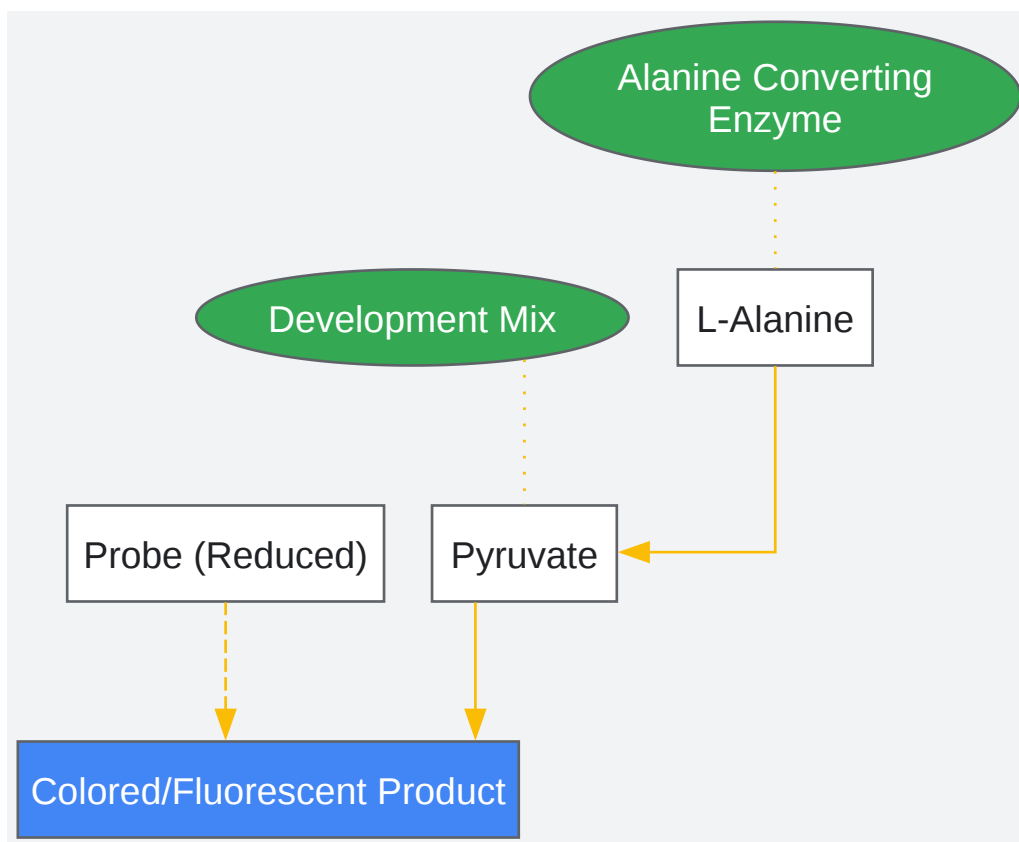 Alanine Converting
Enzyme
Development Mix
L-Alanine
Probe (Reduced)
Pyruvate
Colored/Fluorescent Product